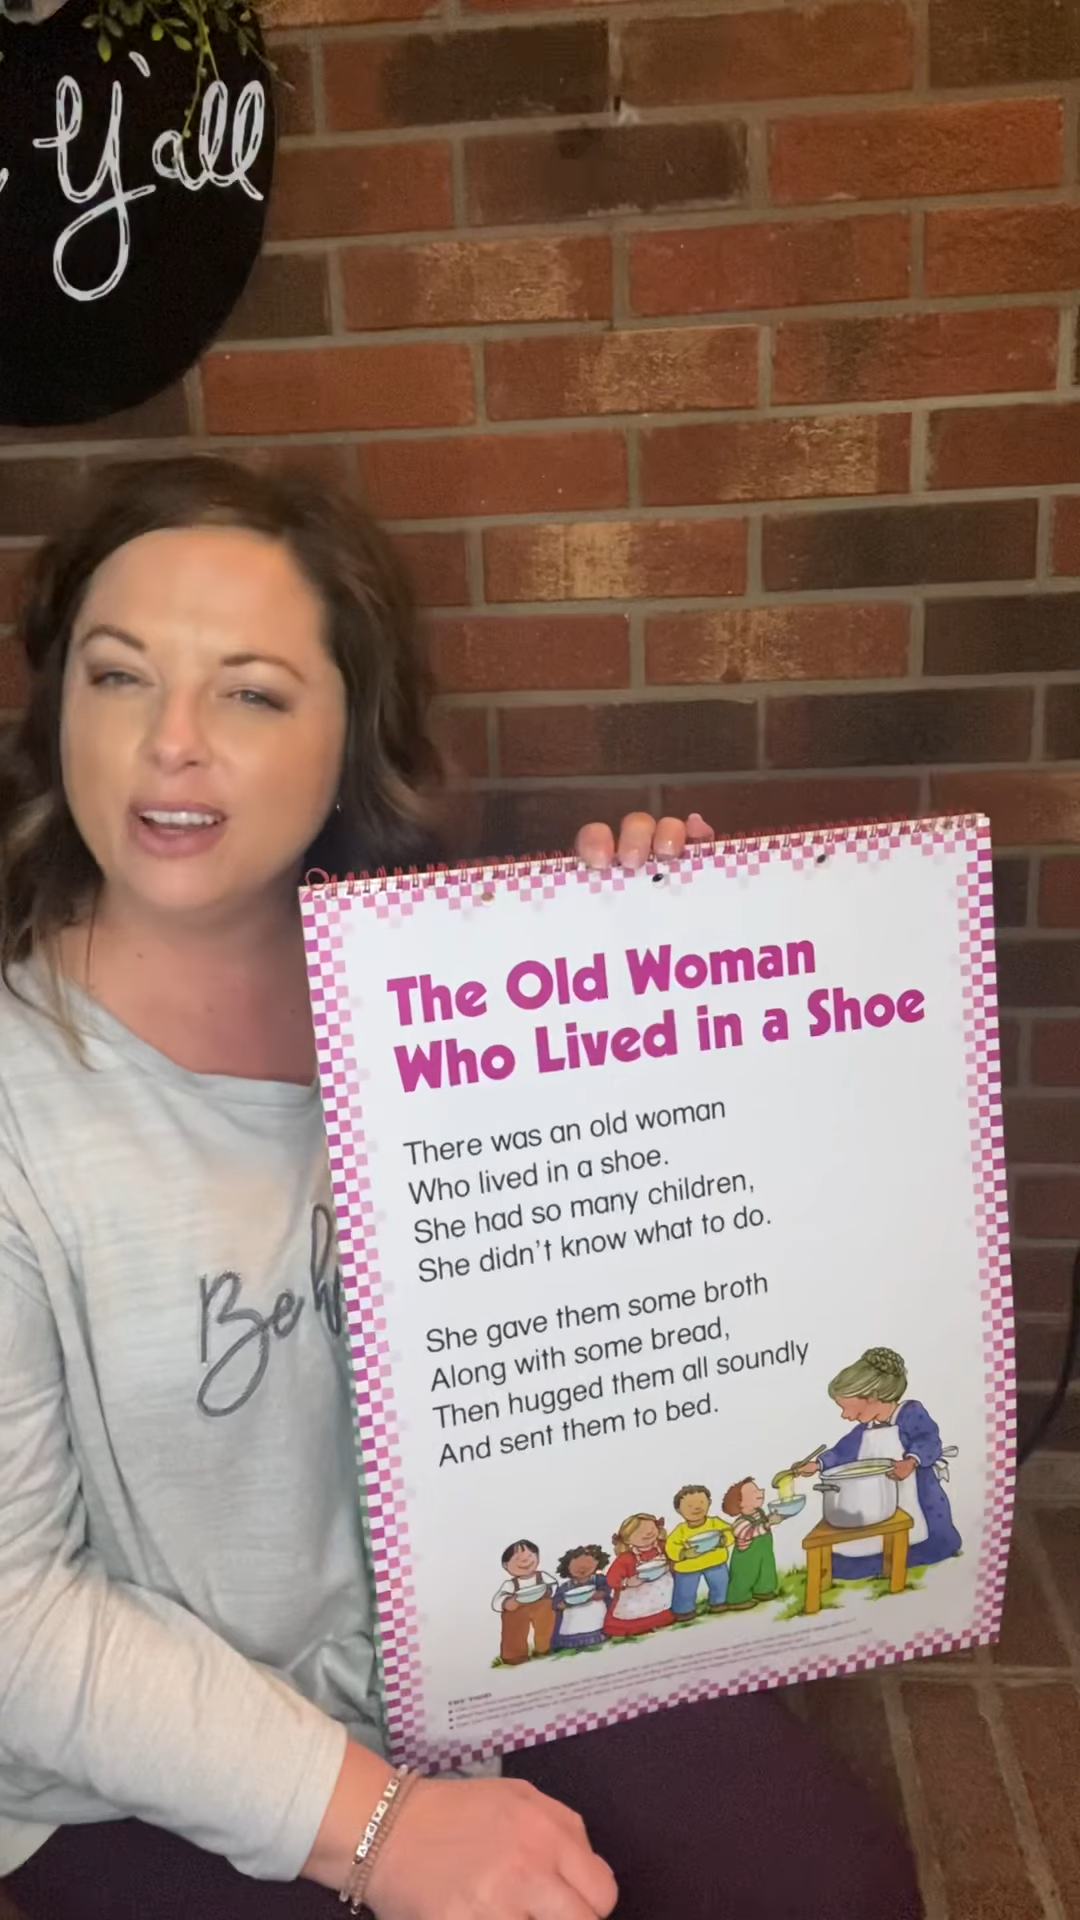 Y'all
The Old Woman
Who Lived in a Shoe
There was an old woman
Who lived in a shoe.
She had so many children,
She didn't know what to do.
She gave them some broth
Along with some bread,
Then hugged them all soundly
And sent them to bed.
Be